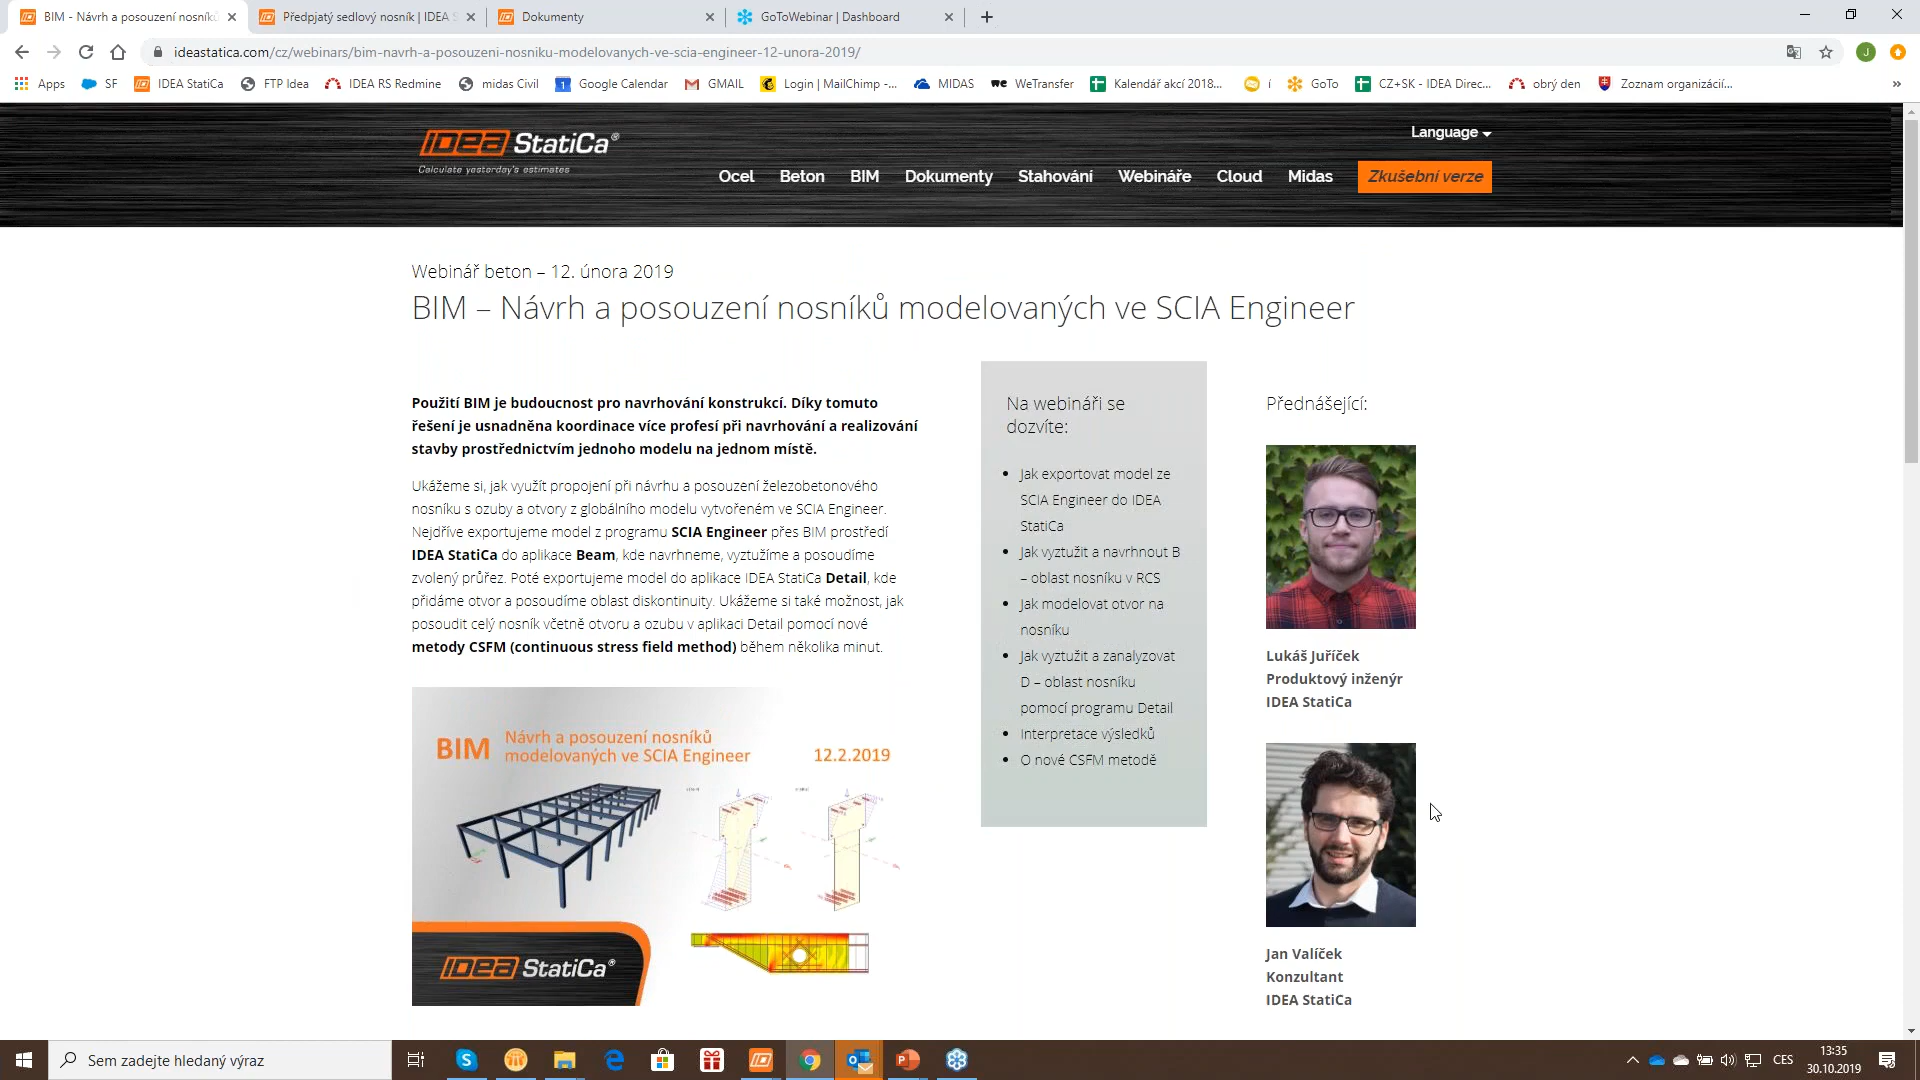 BIM - Návrh a posouzení nosníků
Předpjatý sedlový nosník | IDEA S
Dokumenty
GoToWebinar | Dashboard
ideastatica.com/cz/webinars/bim-navrh-a-posouzeni-nosniku-modelovanych-ve-scia-engineer-12-unora-2019/
J
Apps
SF
IDEA StatiCa
FTP Idea
IDEA RS Redmine
midas Civil
Google Calendar
GMAIL
Login | MailChimp -...
MIDAS
WeTransfer
Kalendář akcí 2018...
í
GoTo
CZ+SK - IDEA Direc...
obrý den
Zoznam organizácií...
IDEA StatiCa®
Calculate yesterday's estimates
Language
Ocel
Beton
BIM
Dokumenty
Stahování
Webináře
Cloud
Midas
Zkušební verze
Webinář beton – 12. února 2019
BIM – Návrh a posouzení nosníků modelovaných ve SCIA Engineer
Použití BIM je budoucnost pro navrhování konstrukcí. Díky tomuto
řešení je usnadněna koordinace více profesí při navrhování a realizování
stavby prostřednictvím jednoho modelu na jednom místě.
Ukážeme si, jak využít propojení při návrhu a posouzení železobetonového
nosníku s ozuby a otvory z globálního modelu vytvořeném ve SCIA Engineer.
Nejdříve exportujeme model z programu SCIA Engineer přes BIM prostředí
IDEA StatiCa do aplikace Beam, kde navrhneme, vyztužíme a posoudíme
zvolený průřez. Poté exportujeme model do aplikace IDEA StatiCa Detail, kde
přidáme otvor a posoudíme oblast diskontinuity. Ukážeme si také možnost, jak
posoudit celý nosník včetně otvoru a ozubu v aplikaci Detail pomocí nové
metody CSFM (continuous stress field method) během několika minut.
BIM
Návrh a posouzení nosníků
modelovaných ve SCIA Engineer
12.2.2019
IDEA StatiCa®
Na webináři se
dozvíte:
Jak exportovat model ze
SCIA Engineer do IDEA
StatiCa
Jak vyztužit a navrhnout B
– oblast nosníku v RCS
Jak modelovat otvor na
nosníku
Jak vyztužit a zanalyzovat
D – oblast nosníku
pomocí programu Detail
Interpretace výsledků
O nové CSFM metodě
Přednášející:
Lukáš Juříček
Produktový inženýr
IDEA StatiCa
Jan Valíček
Konzultant
IDEA StatiCa
Sem zadejte hledaný výraz
CES
13:35
30.10.2019